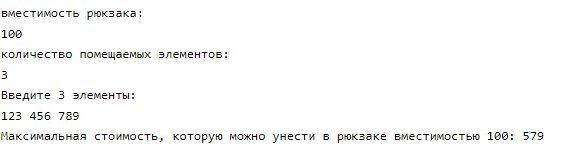 вместимость рюкзака:
100
количество помещаемых элементов:
3
Введите 3 элементы:
123 456 789
Максимальная стоимость, которую можно унести в рюкзаке вместимостью 100: 579